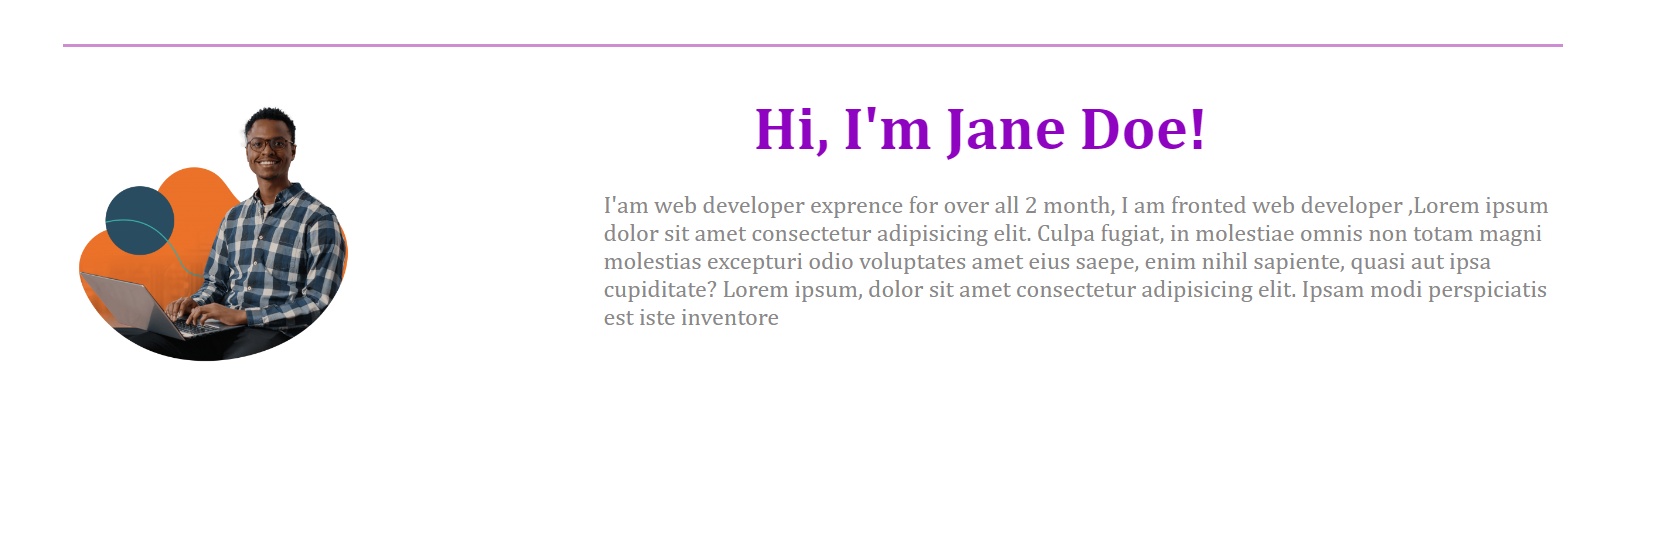 Hi, I'm Jane Doe!
I'am web developer exprence for over all 2 month, I am fronted web developer ,Lorem ipsum
dolor sit amet consectetur adipisicing elit. Culpa fugiat, in molestiae omnis non totam magni
molestias excepturi odio voluptates amet eius saepe, enim nihil sapiente, quasi aut ipsa
cupiditate? Lorem ipsum, dolor sit amet consectetur adipisicing elit. Ipsam modi perspiciatis
est iste inventore